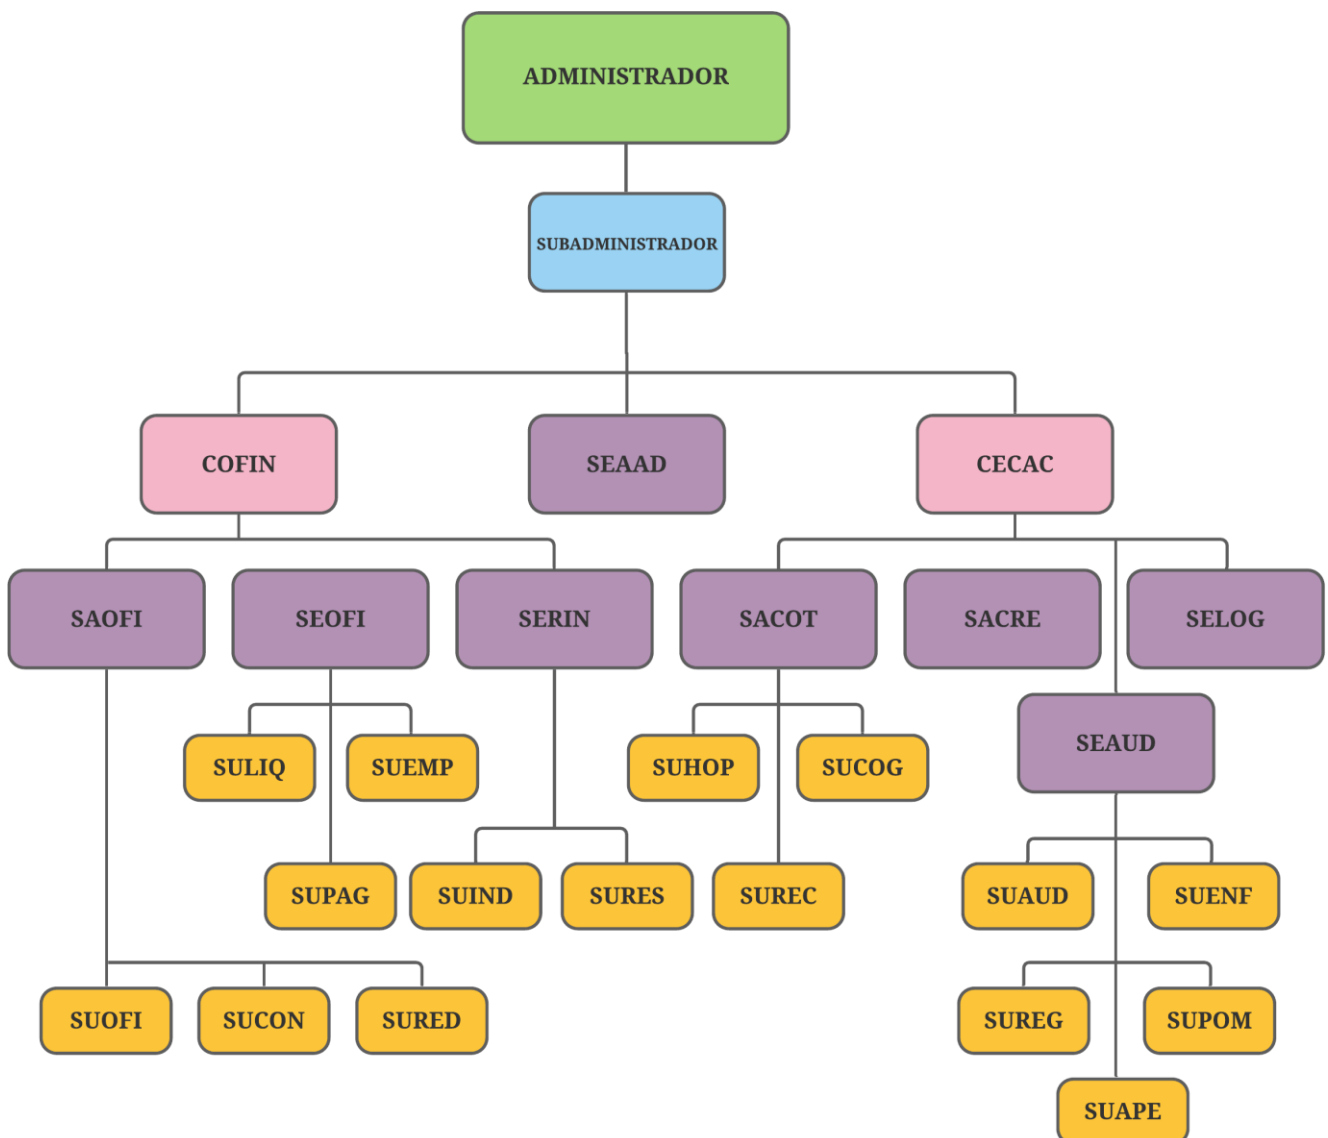 ADMINISTRADOR
SUBADMINISTRADOR
COFIN
SEAAD
CECAC
SAOFI
SEOFI
SERIN
SACOT
SACRE
SELOG
SEAUD
SULIQ
SUEMP
SUHOP
SUCOG
SUPAG
SUIND
SURES
SUREC
SUAUD
SUENF
SUOFI
SUCON
SURED
SUREG
SUPOM
SUAPE